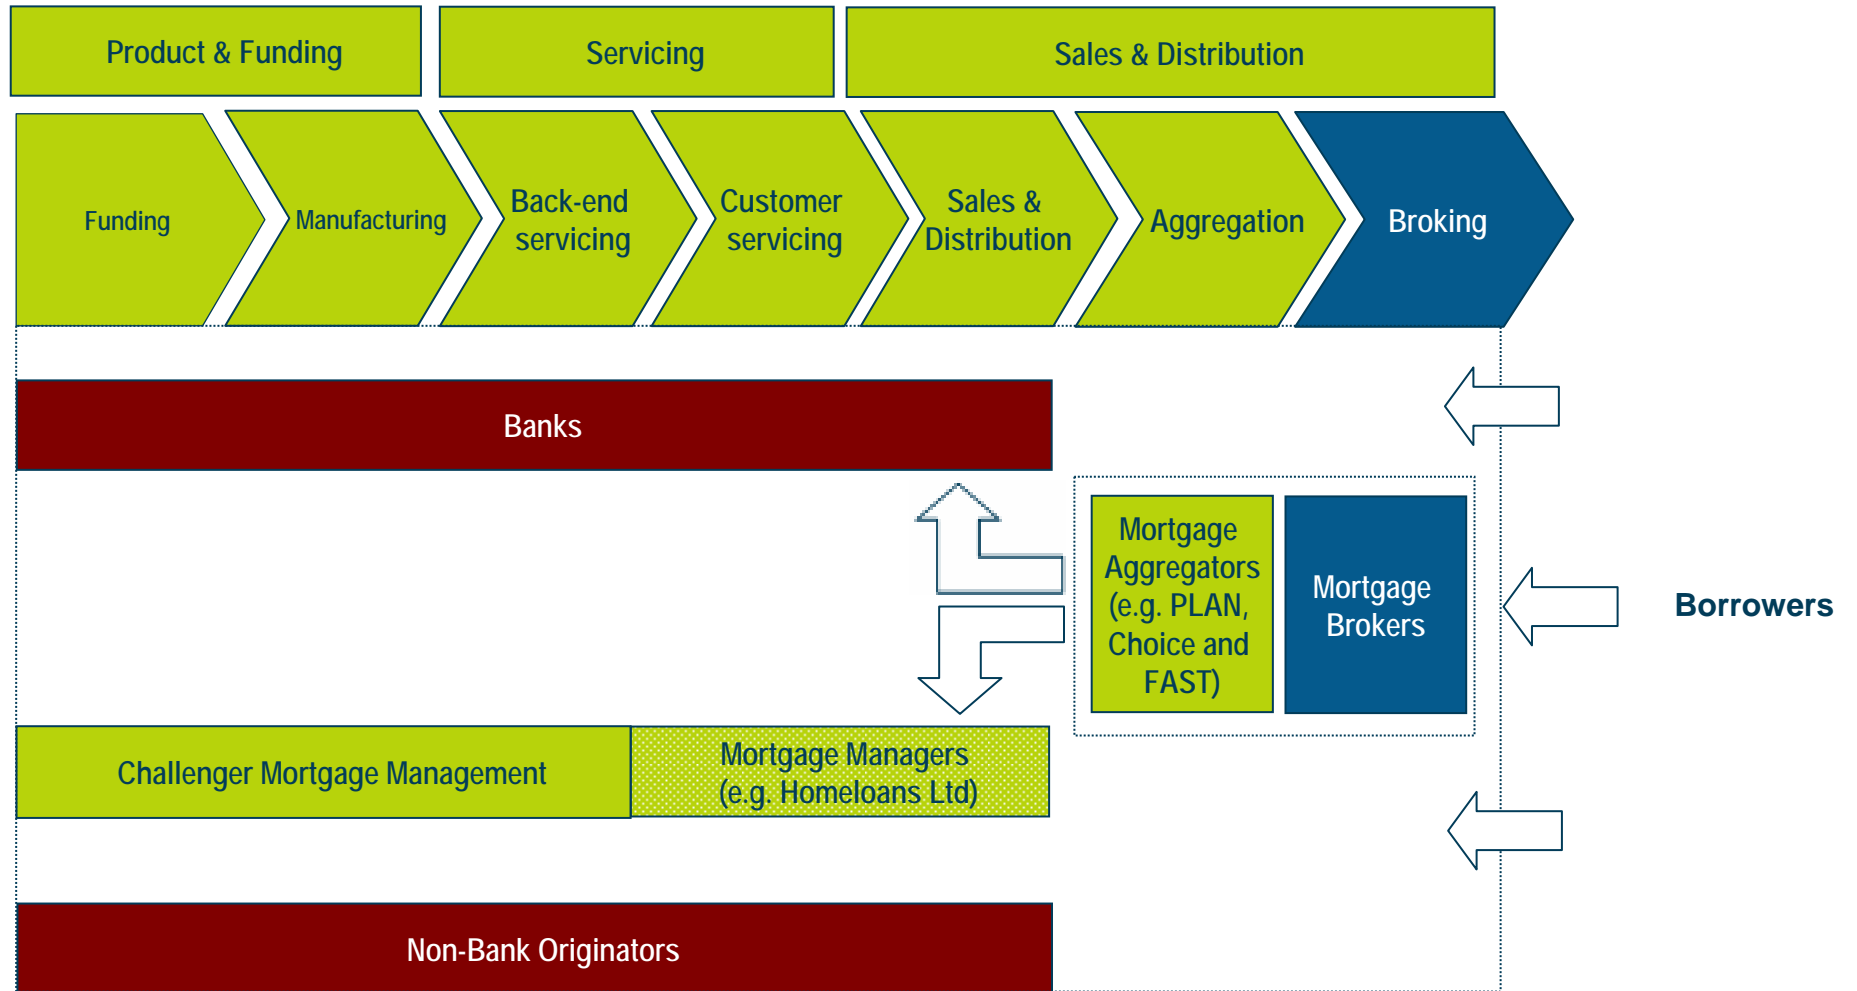 Product & Funding
Servicing
Sales & Distribution
Funding
Manufacturing
Back-end
servicing
Customer
servicing
Sales &
Distribution
Aggregation
Broking
Banks
Mortgage
Aggregators
(e.g. PLAN,
Choice and
FAST)
Mortgage
Brokers
Borrowers
Challenger Mortgage Management
Mortgage Managers
(e.g. Homeloans Ltd)
Non-Bank Originators